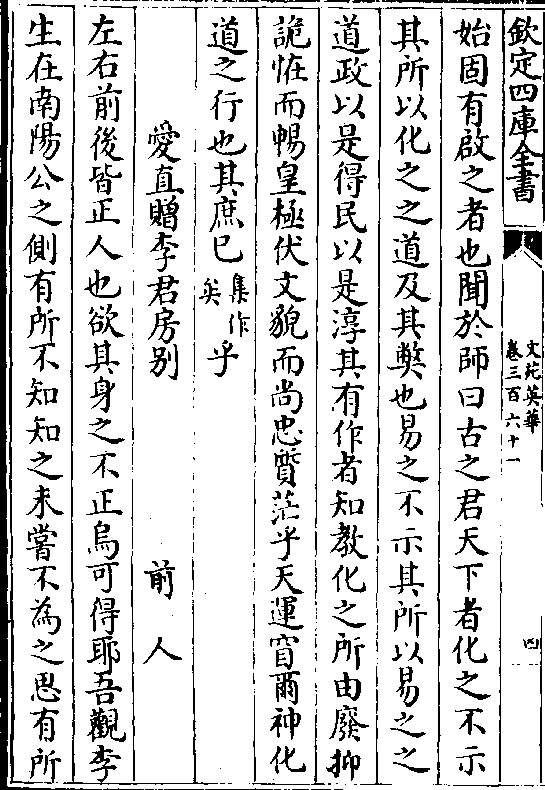 欽定四庫全書
文苑英華
卷三百六十一
四
始固有啟之者也聞於師曰古之君天下者化之不示
其所以化之之道及其弊也易之不示其所以易之之
道政以是得民以是淳其有作者知教化之所由廢抑
詭怪而暢皇極伏文貌而尚忠質茫乎天運窅爾神化
道之行也其庶已集作矣乎
愛直贈李君房别 前人
左右前後皆正人也欲其身之不正烏可得耶吾觀李
生在南陽公之側有所不知知之未嘗不為之思有所